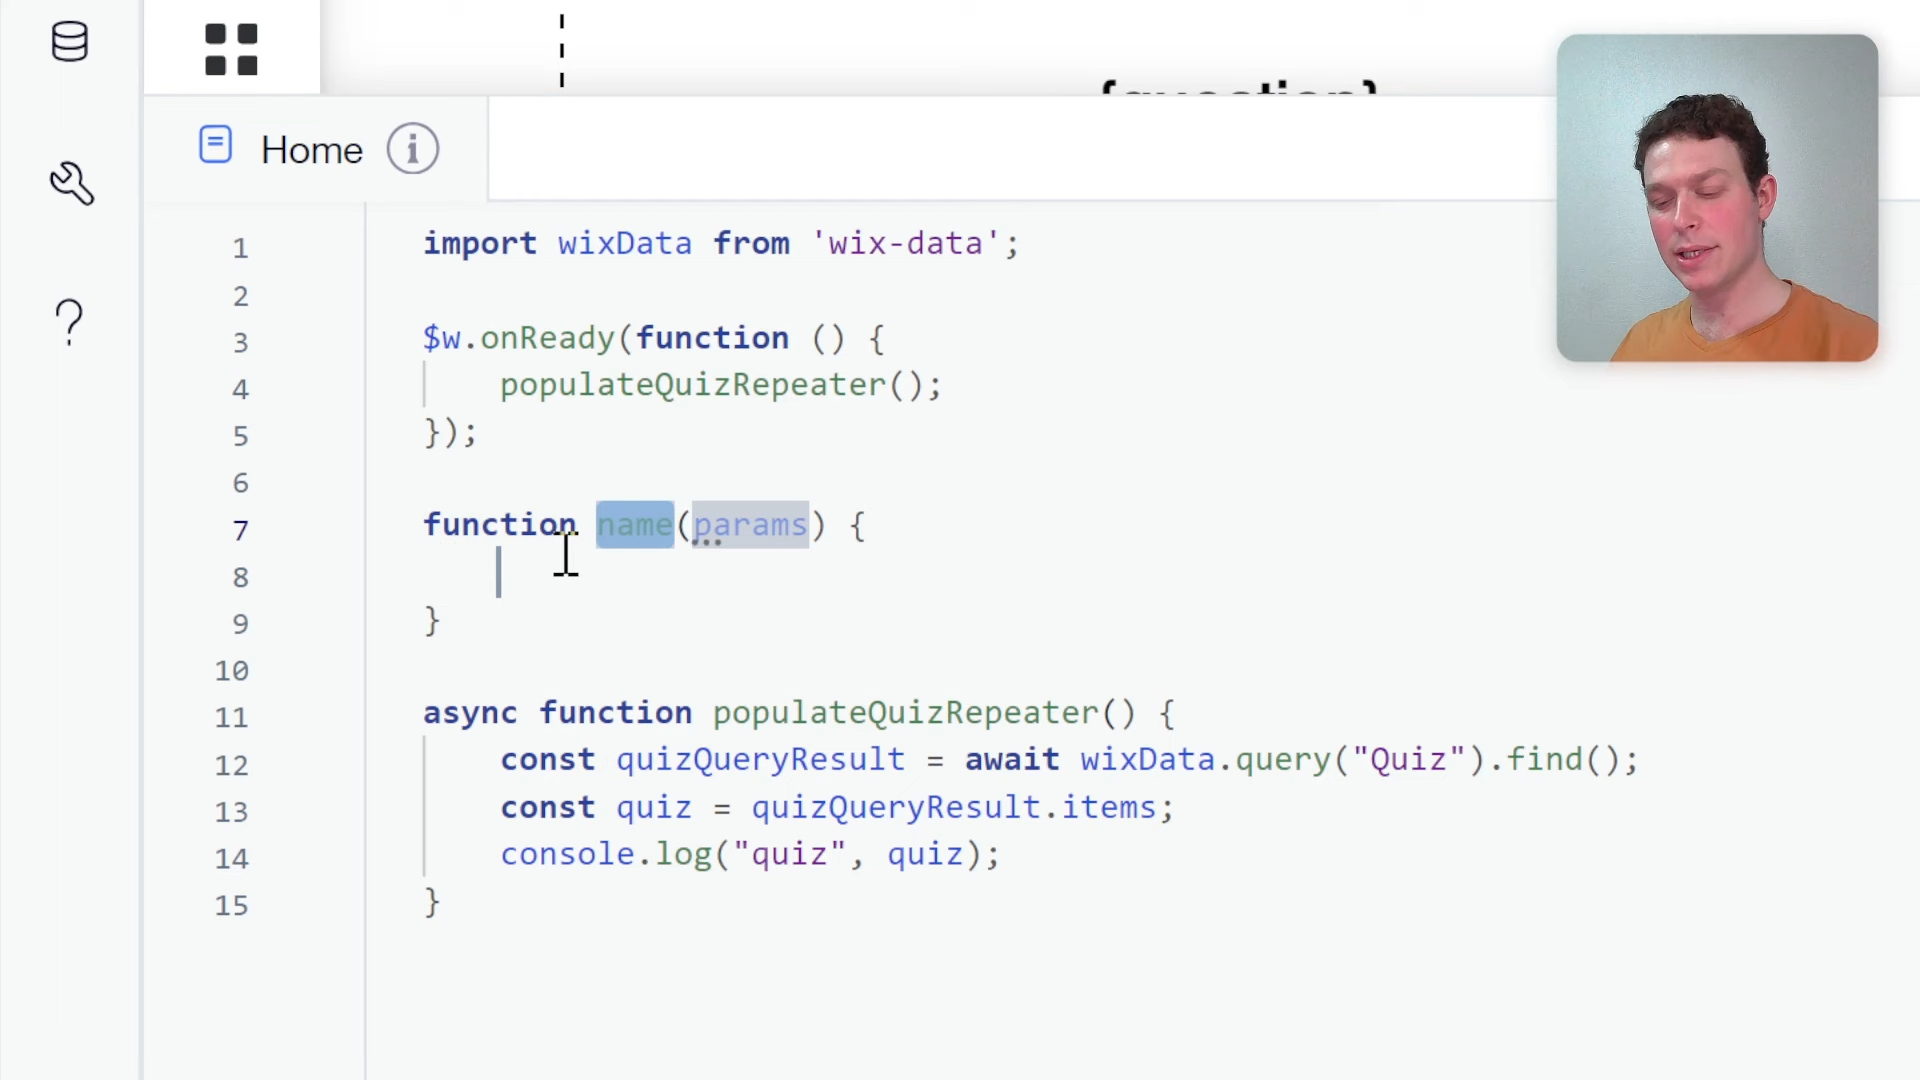 {question}
Home
1 import wixData from 'wix-data';
2
3 $w.onReady(function () {
4 populateQuizRepeater();
5 });
6
7 function name(params) {
8
9 }
10
11 async function populateQuizRepeater() {
12 const quizQueryResult = await wixData.query("Quiz").find();
13 const quiz = quizQueryResult.items;
14 console.log("quiz", quiz);
15 }